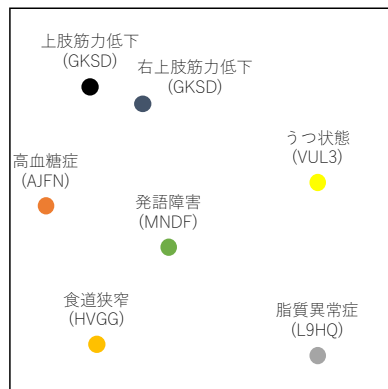 上肢筋力低下
(GKSD)
右上肢筋力低下
(GKSD)
うつ状態
(VUL3)
高血糖症
(AJFN)
発語障害
(MNDF)
食道狭窄
(HVGG)
脂質異常症
(L9HQ)